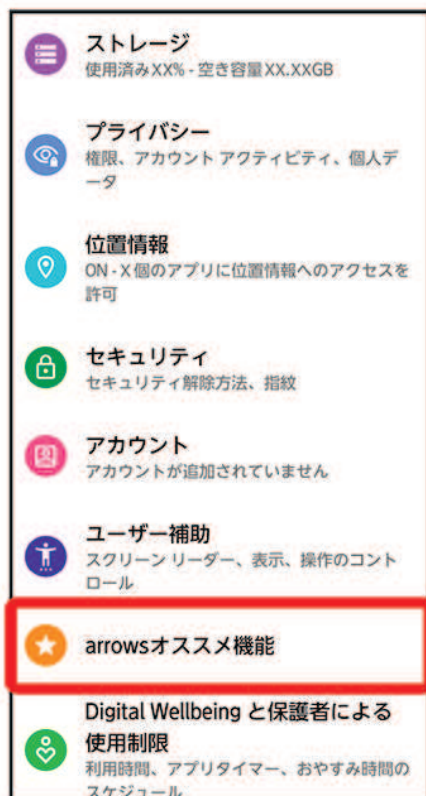 ストレージ
使用済みXX% - 空き容量XX.XXGB
プライバシー
権限、アカウント アクティビティ、個人デ
ータ
位置情報
ON - X 個のアプリに位置情報へのアクセスを
許可
セキュリティ
セキュリティ解除方法、指紋
アカウント
アカウントが追加されていません
ユーザー補助
スクリーン リーダー、表示、操作のコント
ロール
arrowsオススメ機能
Digital Wellbeing と保護者による
使用制限
利用時間、アプリタイマー、おやすみ時間の
スケジュール